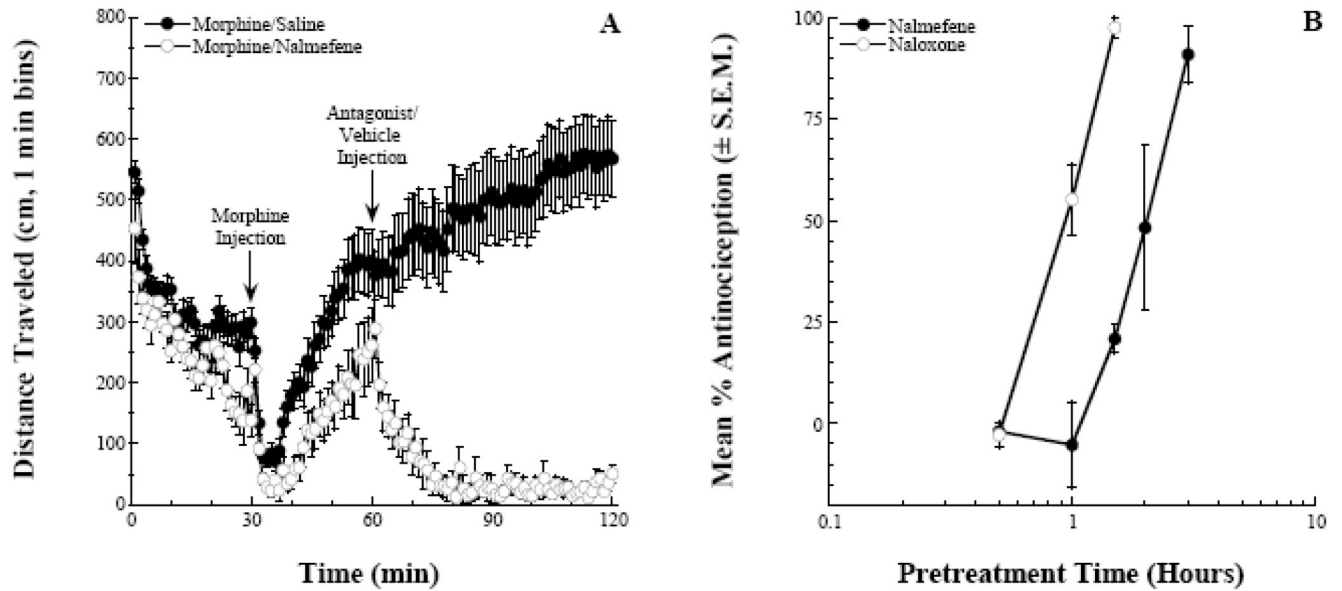 A
Morphine/Saline
Morphine/Nalmefene
Distance Traveled (cm, 1 min bins)
800
700
600
500
400
300
200
100
0
Morphine
Injection
Antagonist/
Vehicle
Injection
0
30
60
90
120
Time (min)
B
Nalmefene
Naloxone
Mean % Antinociception (± S.E.M.)
100
75
50
25
0
0.1
1
10
Pretreatment Time (Hours)